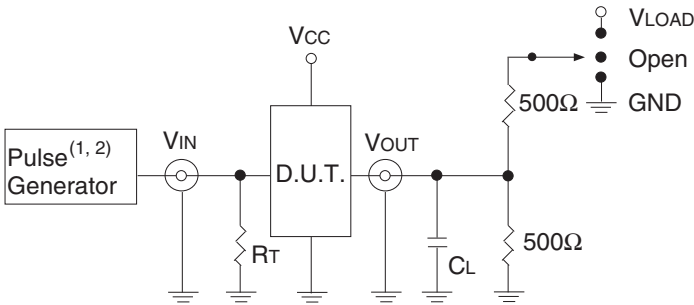 VLOAD
VCC
Open
500Ω
GND
Pulse(1, 2)
Generator
VIN
VOUT
D.U.T.
RT
CL
500Ω